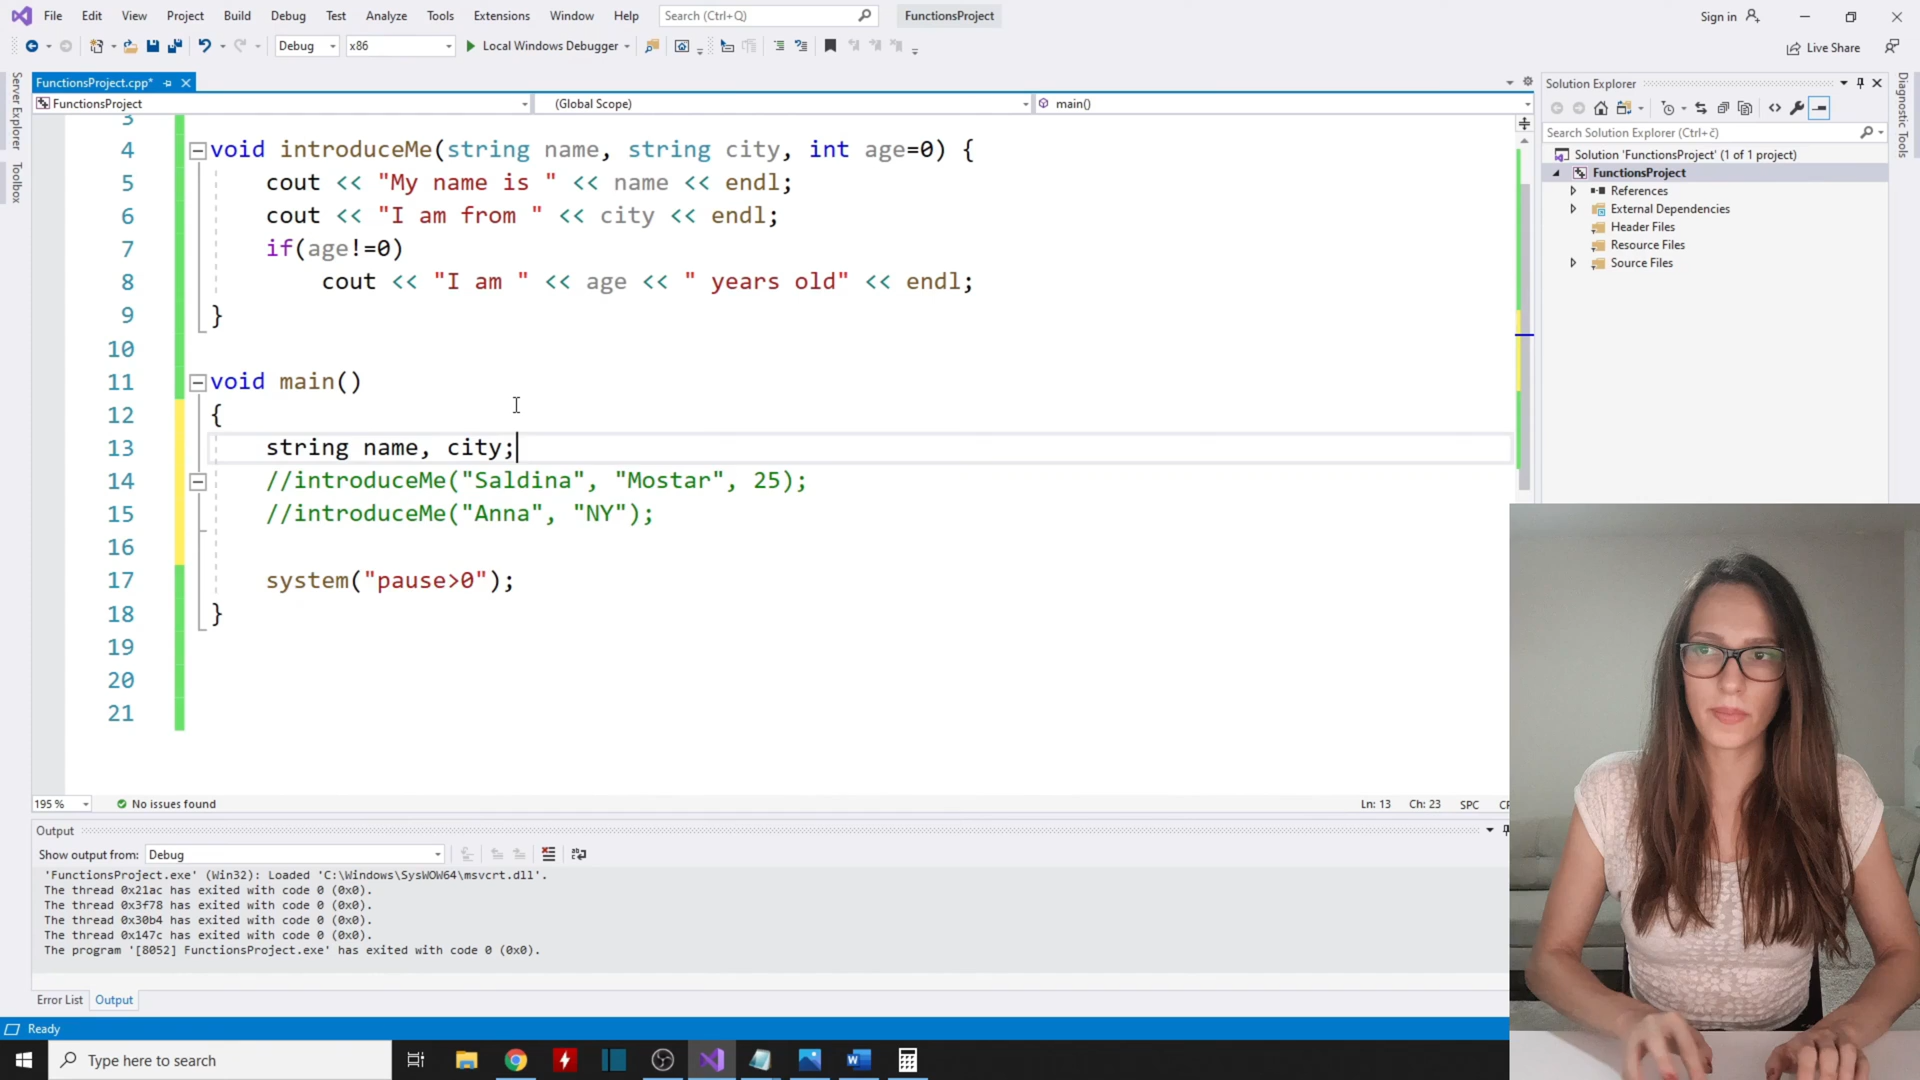 File Edit View Project Build Debug Test Analyze Tools Extensions Window Help Search (Ctrl+Q) FunctionsProject Sign in
Debug x86 Local Windows Debugger Live Share
FunctionsProject.cpp*
FunctionsProject (Global Scope) main()
Server Explorer
Toolbox
3
4 void introduceMe(string name, string city, int age=0) {
5 cout << "My name is " << name << endl;
6 cout << "I am from " << city << endl;
7 if(age!=0)
8 cout << "I am " << age << " years old" << endl;
9 }
10
11 void main()
12 {
13 string name, city;
14 //introduceMe("Saldina", "Mostar", 25);
15 //introduceMe("Anna", "NY");
16
17 system("pause>0");
18 }
19
20
21
195 % No issues found Ln: 13 Ch: 23 SPC
Output
Show output from: Debug
'FunctionsProject.exe' (Win32): Loaded 'C:\Windows\SysWOW64\msvcrt.dll'.
The thread 0x21ac has exited with code 0 (0x0).
The thread 0x3f78 has exited with code 0 (0x0).
The thread 0x30b4 has exited with code 0 (0x0).
The thread 0x147c has exited with code 0 (0x0).
The program '[8052] FunctionsProject.exe' has exited with code 0 (0x0).
Error List Output
Ready
Type here to search
Solution Explorer
Search Solution Explorer (Ctrl+č)
Solution 'FunctionsProject' (1 of 1 project)
FunctionsProject
References
External Dependencies
Header Files
Resource Files
Source Files
Diagnostic Tools